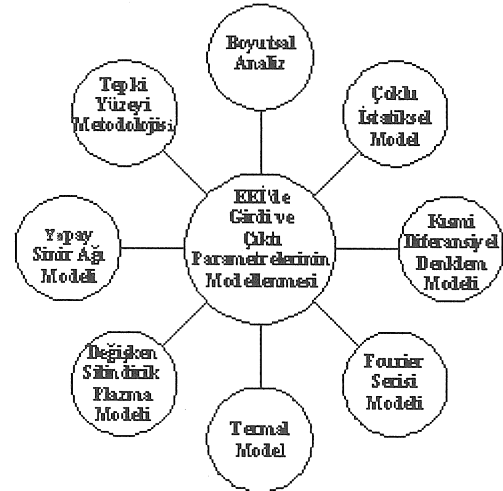 Boyutsal
Analiz
Çoklu
İstatiksel
Model
Kısmi
Diferansiyel
Denklem
Modeli
Fourier
Serisi
Modeli
Termal
Model
Değişken
Silindirik
Plazma
Modeli
Yapay
Sinir Ağı
Modeli
Tepki
Yüzeyi
Metodolojisi
EEİ'de
Girdi ve
Çıktı
Parametrelerinin
Modellenmesi